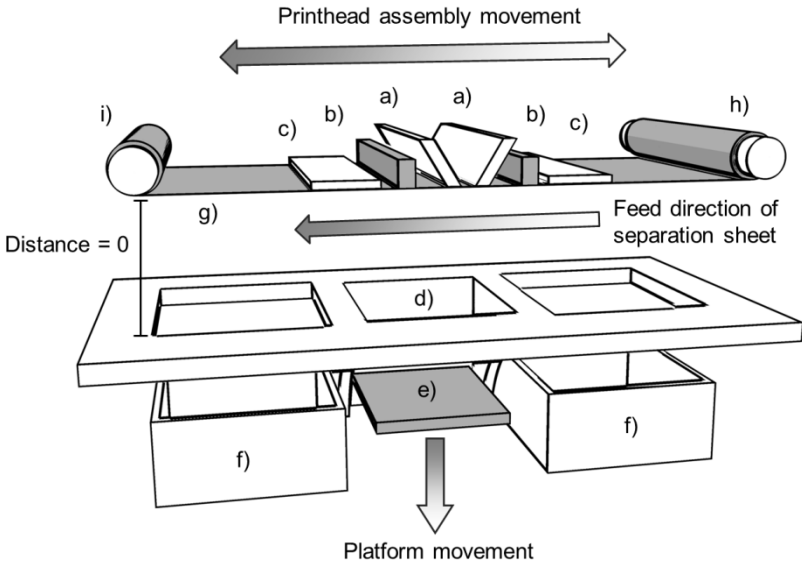 Printhead assembly movement
i)
c)
b)
a)
a)
b)
c)
h)
g)
Feed direction of
separation sheet
Distance = 0
d)
e)
f)
f)
Platform movement